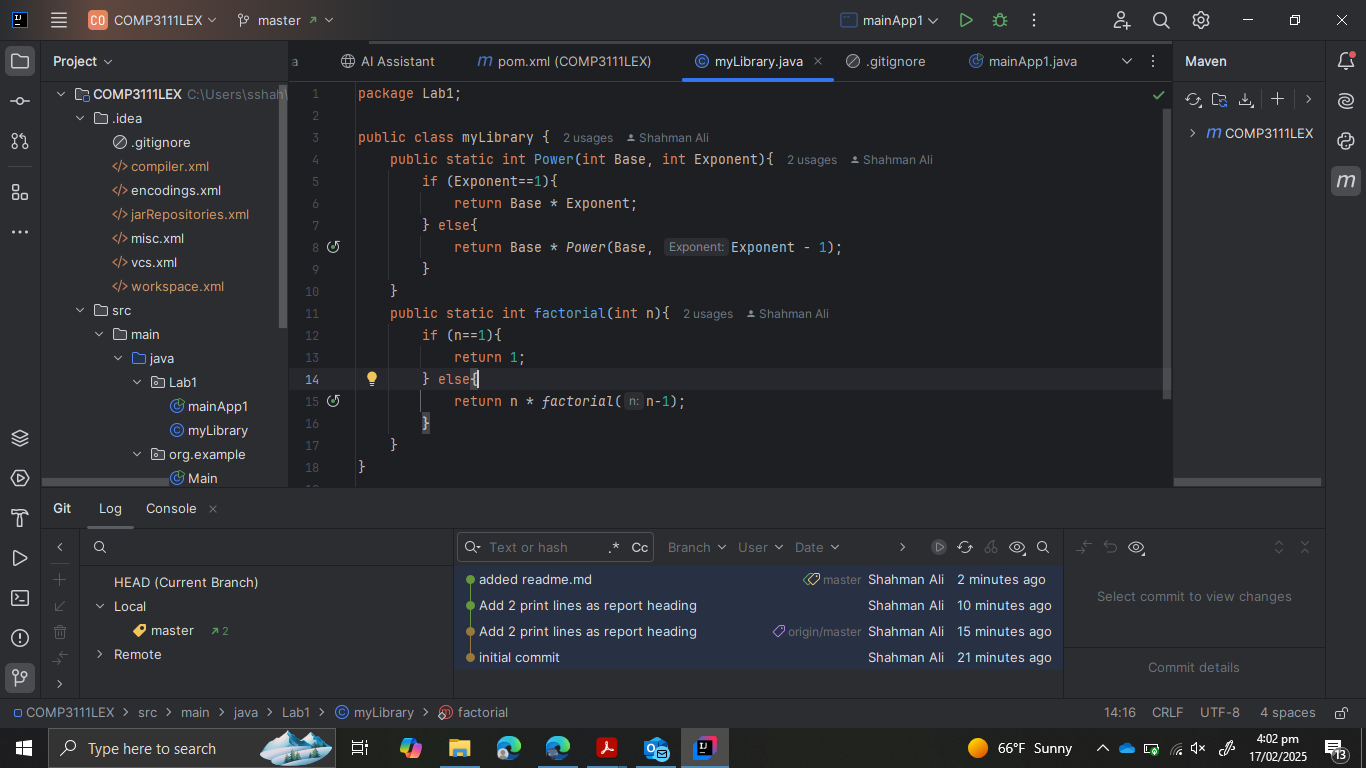 CO COMP3111LEX master mainApp1
Project
a AI Assistant pom.xml (COMP3111LEX) myLibrary.java .gitignore mainApp1.java
Maven
COMP3111LEX C:\Users\sshah\
.idea
.gitignore
compiler.xml
encodings.xml
jarRepositories.xml
misc.xml
vcs.xml
workspace.xml
src
main
java
Lab1
mainApp1
myLibrary
org.example
Main
1 package Lab1;
2
3 public class myLibrary { 2 usages Shahman Ali
4 public static int Power(int Base, int Exponent){ 2 usages Shahman Ali
5 if (Exponent==1){
6 return Base * Exponent;
7 } else{
8 return Base * Power(Base, Exponent: Exponent - 1);
9 }
10 }
11 public static int factorial(int n){ 2 usages Shahman Ali
12 if (n==1){
13 return 1;
14 } else{
15 return n * factorial( n: n-1);
16 }
17 }
18 }
m COMP3111LEX
m
Git Log Console
HEAD (Current Branch)
Local
master 2
Remote
Text or hash .* Cc Branch User Date
added readme.md master Shahman Ali 2 minutes ago
Add 2 print lines as report heading Shahman Ali 10 minutes ago
Add 2 print lines as report heading origin/master Shahman Ali 15 minutes ago
initial commit Shahman Ali 21 minutes ago
Select commit to view changes
Commit details
COMP3111LEX > src > main > java > Lab1 > myLibrary > factorial
14:16 CRLF UTF-8 4 spaces
Type here to search
66°F Sunny
4:02 pm
17/02/2025
13